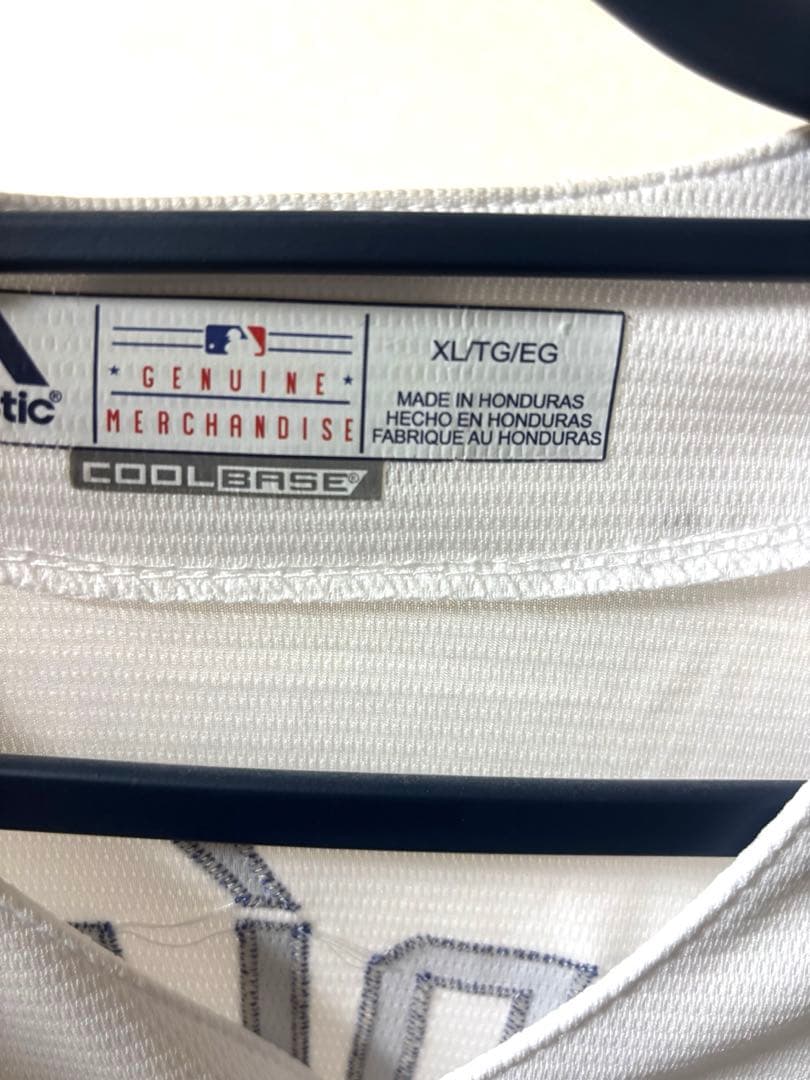 tic®
GENUINE
MERCHANDISE
COOLBASE®
XL/TG/EG
MADE IN HONDURAS
HECHO EN HONDURAS
FABRIQUE AU HONDURAS